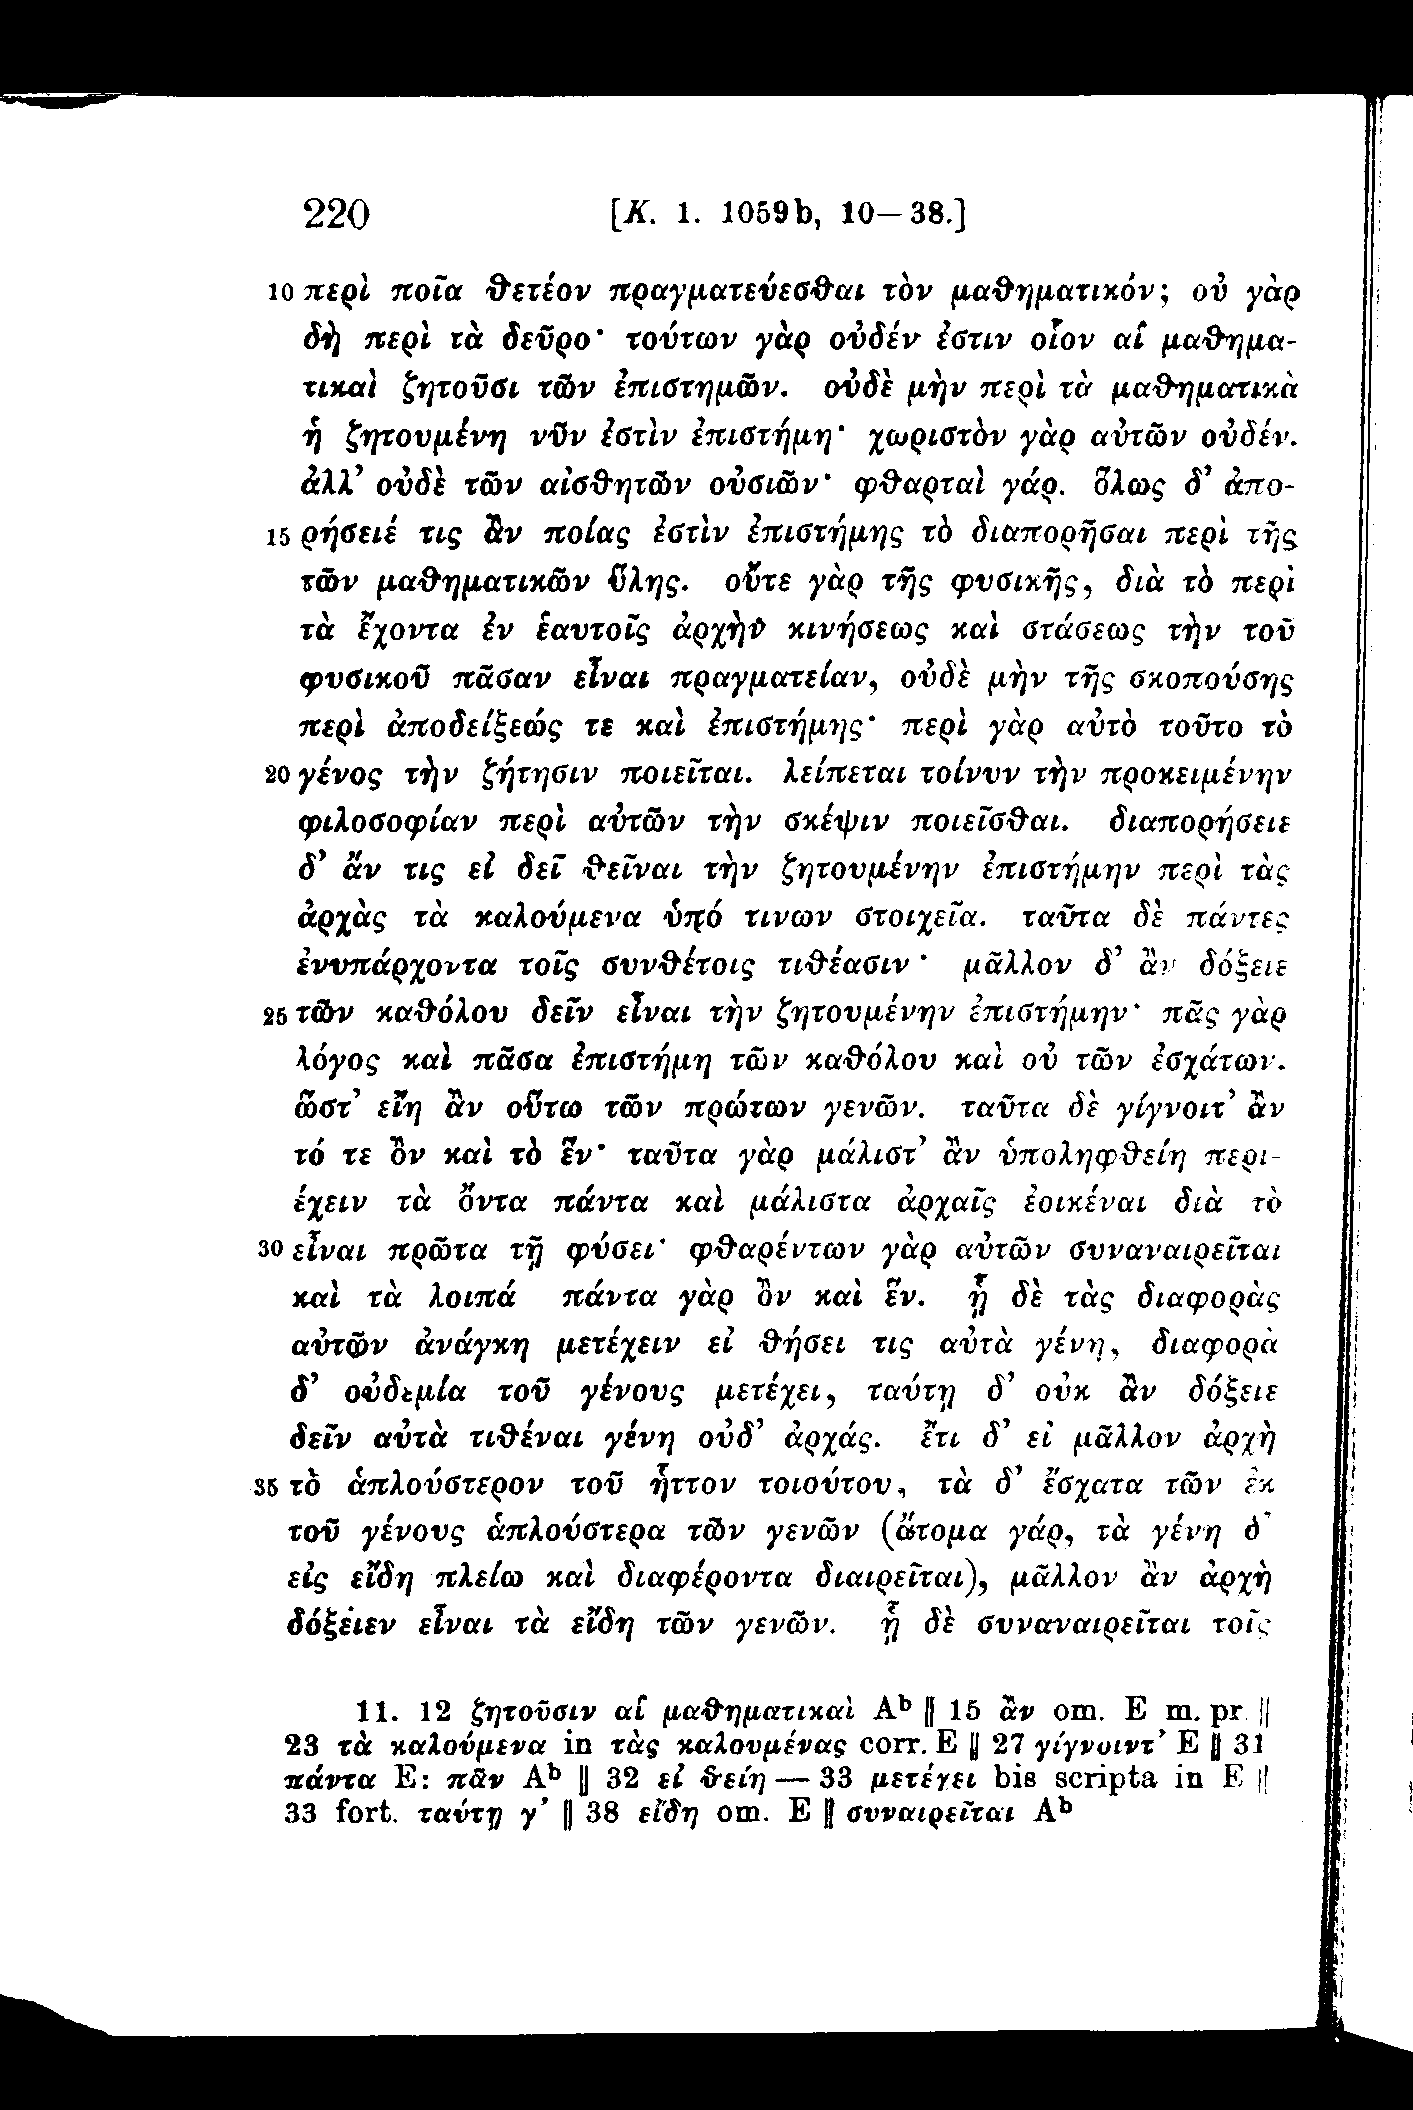 220 [K. 1. 1059b, 10–38.]
10 περὶ ποῖα θετέον πραγματεύεσθαι τὸν μαθηματικόν; οὐ γὰρ
δὴ περὶ τὰ δεῦρο· τούτων γὰρ οὐδέν ἐστιν οἷον αἱ μαθημα-
τικαὶ ζητοῦσι τῶν ἐπιστημῶν. οὐδὲ μὴν περὶ τὰ μαθηματικὰ
ἡ ζητουμένη νῦν ἐστὶν ἐπιστήμη· χωριστὸν γὰρ αὐτῶν οὐδέν.
ἀλλ’ οὐδὲ τῶν αἰσθητῶν οὐσιῶν· φθαρταὶ γάρ. ὅλως δ’ ἀπο-
15 ρήσειέ τις ἂν ποίας ἐστὶν ἐπιστήμης τὸ διαπορῆσαι περὶ τῆς
τῶν μαθηματικῶν ὕλης. οὔτε γὰρ τῆς φυσικῆς, διὰ τὸ περὶ
τὰ ἔχοντα ἐν ἑαυτοῖς ἀρχὴν κινήσεως καὶ στάσεως τὴν τοῦ
φυσικοῦ πᾶσαν εἶναι πραγματείαν, οὐδὲ μὴν τῆς σκοπούσης
περὶ ἀποδείξεώς τε καὶ ἐπιστήμης· περὶ γὰρ αὐτὸ τοῦτο τὸ
20 γένος τὴν ζήτησιν ποιεῖται. λείπεται τοίνυν τὴν προκειμένην
φιλοσοφίαν περὶ αὐτῶν τὴν σκέψιν ποιεῖσθαι. διαπορήσειε
δ’ ἄν τις εἰ δεῖ θεῖναι τὴν ζητουμένην ἐπιστήμην περὶ τὰς
ἀρχὰς τὰ καλούμενα ὑπό τινων στοιχεῖα. ταῦτα δὲ πάντες
ἐνυπάρχοντα τοῖς συνθέτοις τιθέασιν· μᾶλλον δ’ ἂν δόξειε
25 τῶν καθόλου δεῖν εἶναι τὴν ζητουμένην ἐπιστήμην· πᾶς γὰρ
λόγος καὶ πᾶσα ἐπιστήμη τῶν καθόλου καὶ οὐ τῶν ἐσχάτων.
ὥστ’ εἴη ἂν οὕτω τῶν πρώτων γενῶν. ταῦτα δὲ γίγνοιτ’ ἂν
τό τε ὂν καὶ τὸ ἕν· ταῦτα γὰρ μάλιστ’ ἂν ὑποληφθείη περι-
έχειν τὰ ὄντα πάντα καὶ μάλιστα ἀρχαῖς ἐοικέναι διὰ τὸ
30 εἶναι πρῶτα τῇ φύσει· φθαρέντων γὰρ αὐτῶν συναναιρεῖται
καὶ τὰ λοιπά πάντα γὰρ ὂν καὶ ἕν. ᾗ δὲ τὰς διαφορὰς
αὐτῶν ἀνάγκη μετέχειν εἰ θήσει τις αὐτὰ γένη, διαφορὰ
δ’ οὐδεμία τοῦ γένους μετέχει, ταύτῃ δ’ οὐκ ἂν δόξειε
δεῖν αὐτὰ τιθέναι γένη οὐδ’ ἀρχάς. ἔτι δ’ εἰ μᾶλλον ἀρχὴ
35 τὸ ἁπλούστερον τοῦ ἧττον τοιούτου, τὰ δ’ ἔσχατα τῶν ἐκ
τοῦ γένους ἁπλούστερα τῶν γενῶν (ἄτομα γάρ, τὰ γένη δ’
εἰς εἴδη πλείω καὶ διαφέροντα διαιρεῖται), μᾶλλον ἂν ἀρχὴ
δόξειεν εἶναι τὰ εἴδη τῶν γενῶν. ᾗ δὲ συναναιρεῖται τοῖς
11. 12 ζητοῦσιν αἱ μαθηματικαὶ Aᵇ ‖ 15 ἂν om. E m. pr. ‖
23 τὰ καλούμενα in τὰς καλουμένας corr. E ‖ 27 γίγνοιντ’ E ‖ 31
πάντα E: πᾶν Aᵇ ‖ 32 εἰ θείη — 33 μετέχει bis scripta in E ‖
33 fort. ταύτῃ γ’ ‖ 38 εἴδη om. E ‖ συναιρεῖται Aᵇ